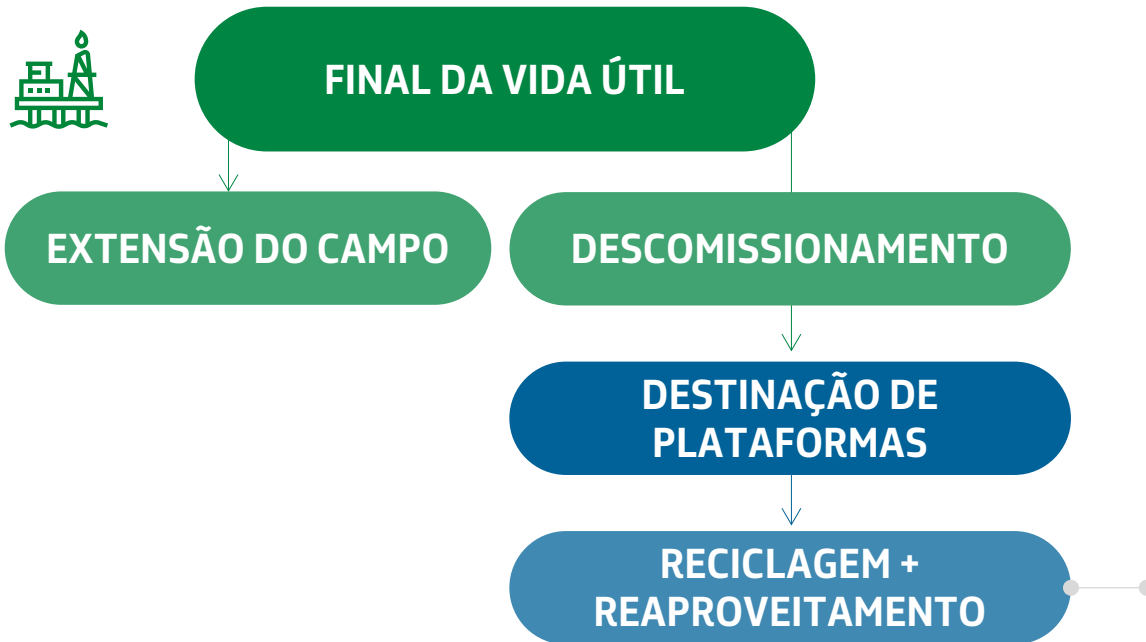 FINAL DA VIDA ÚTIL
EXTENSÃO DO CAMPO
DESCOMISSIONAMENTO
DESTINAÇÃO DE
PLATAFORMAS
RECICLAGEM +
REAPROVEITAMENTO